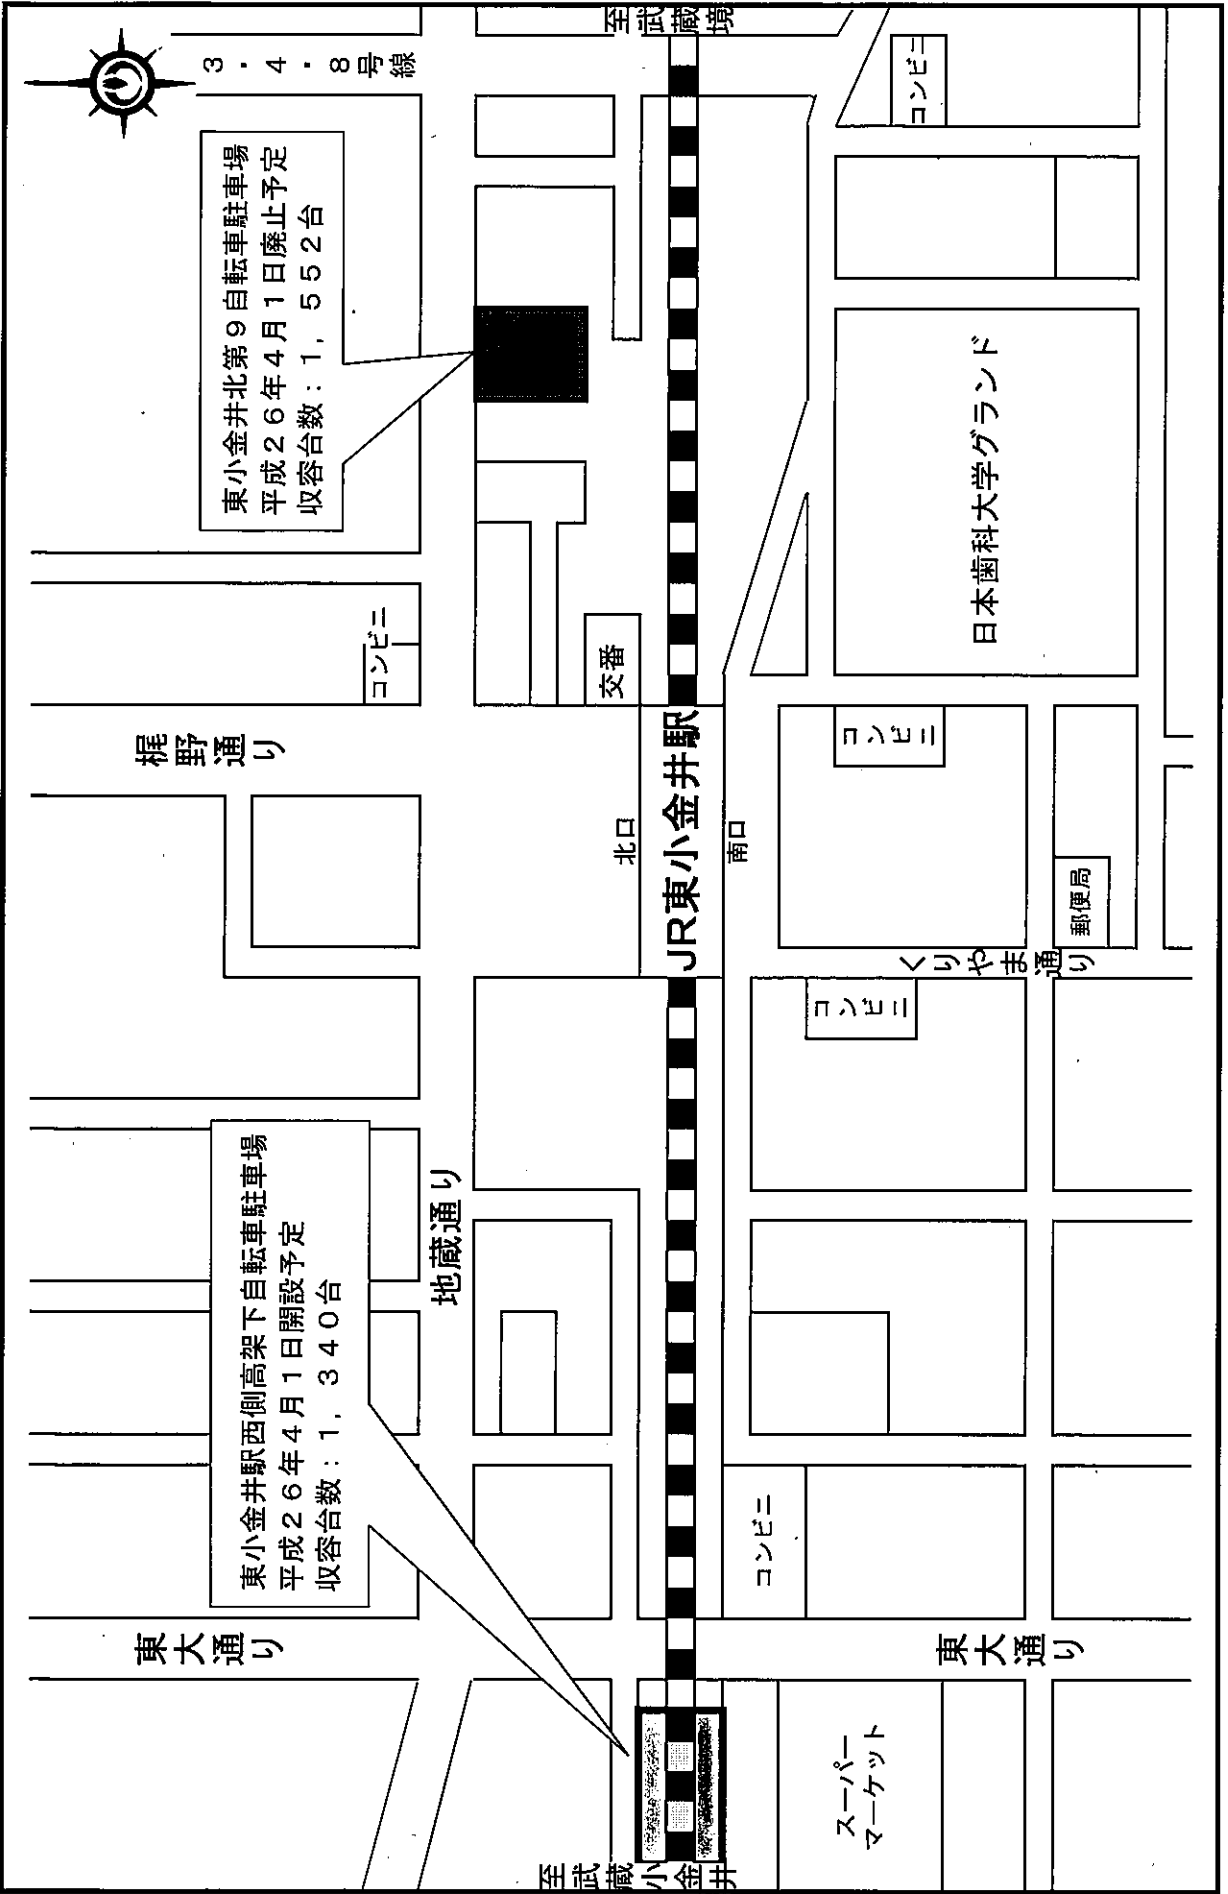 3・4・8号線
至武蔵境
コンビニ
東小金井北第9自転車駐車場
平成26年4月1日廃止予定
収容台数:1,552台
日本歯科大学グランド
コンビニ
梶野通り
交番
コンビニ
北口
JR東小金井駅
南口
郵便局
くりやま通り
コンビニ
地蔵通り
東小金井駅西側高架下自転車駐車場
平成26年4月1日開設予定
収容台数:1,340台
コンビニ
東大通り
東大通り
スーパー
マーケット
至武蔵小金井